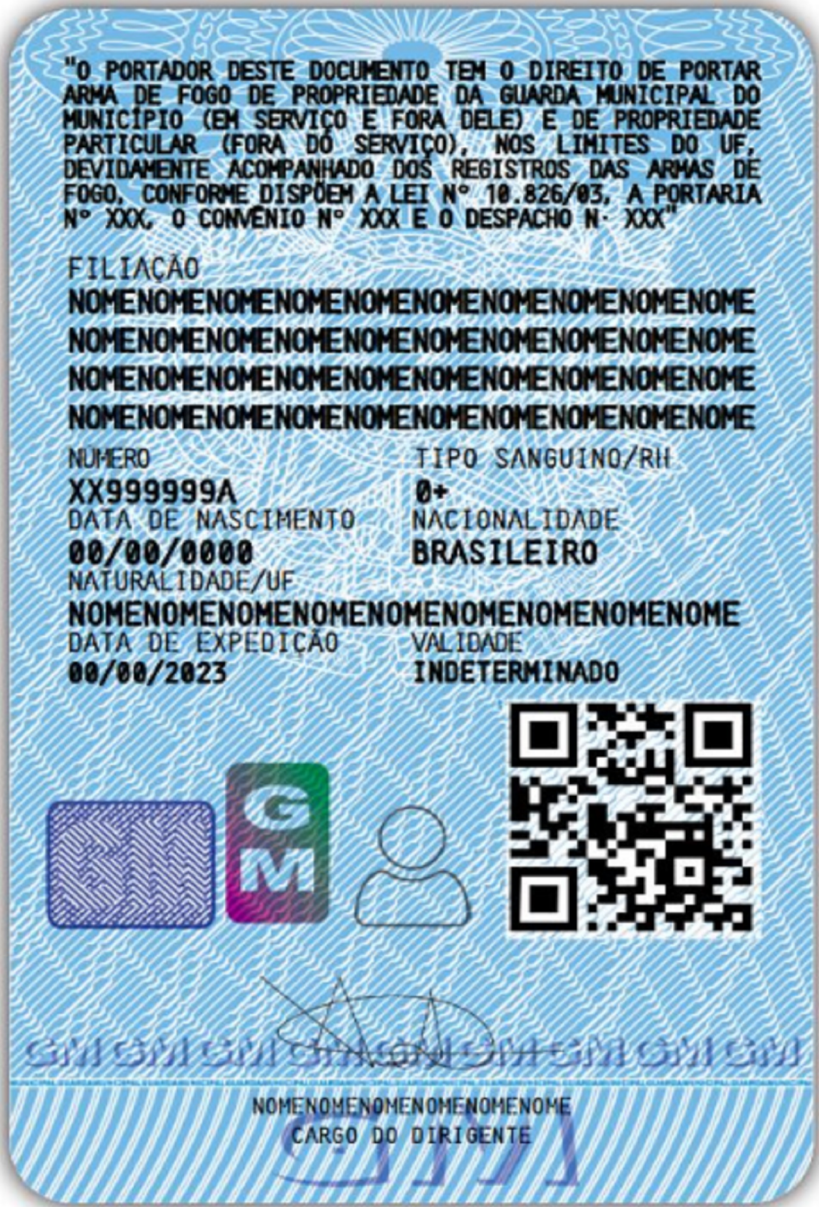 "O PORTADOR DESTE DOCUMENTO TEM O DIREITO DE PORTAR
ARMA DE FOGO DE PROPRIEDADE DA GUARDA MUNICIPAL DO
MUNICÍPIO (EM SERVIÇO E FORA DELE) E DE PROPRIEDADE
PARTICULAR (FORA DO SERVIÇO), NOS LIMITES DO UF,
DEVIDAMENTE ACOMPANHADO DOS REGISTROS DAS ARMAS DE
FOGO, CONFORME DISPÕEM A LEI Nº 10.826/03, A PORTARIA
Nº XXX, O CONVÊNIO Nº XXX E O DESPACHO N· XXX"
FILIAÇÃO
NOMENOMENOMENOMENOMENOMENOMENOMENOMENOME
NOMENOMENOMENOMENOMENOMENOMENOMENOMENOME
NOMENOMENOMENOMENOMENOMENOMENOMENOMENOME
NOMENOMENOMENOMENOMENOMENOMENOMENOMENOME
NÚMERO TIPO SANGUINO/RH
XX999999A 0+
DATA DE NASCIMENTO NACIONALIDADE
00/00/0000 BRASILEIRO
NATURALIDADE/UF
NOMENOMENOMENOMENOMENOMENOMENOMENOMENOME
DATA DE EXPEDIÇÃO VALIDADE
00/00/2023 INDETERMINADO
GM
G
M
GM GM GM GM GM GM GM GM GM
NOMENOMENOMENOMENOMENOME
CARGO DO DIRIGENTE
GM